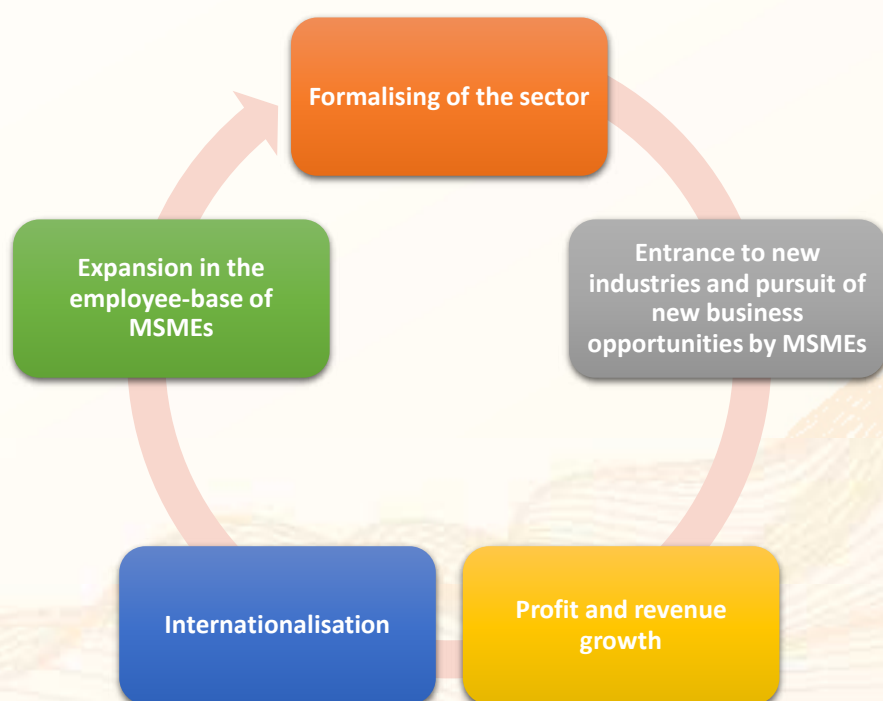 Formalising of the sector
Entrance to new
industries and pursuit of
new business
opportunities by MSMEs
Profit and revenue
growth
Internationalisation
Expansion in the
employee-base of
MSMEs